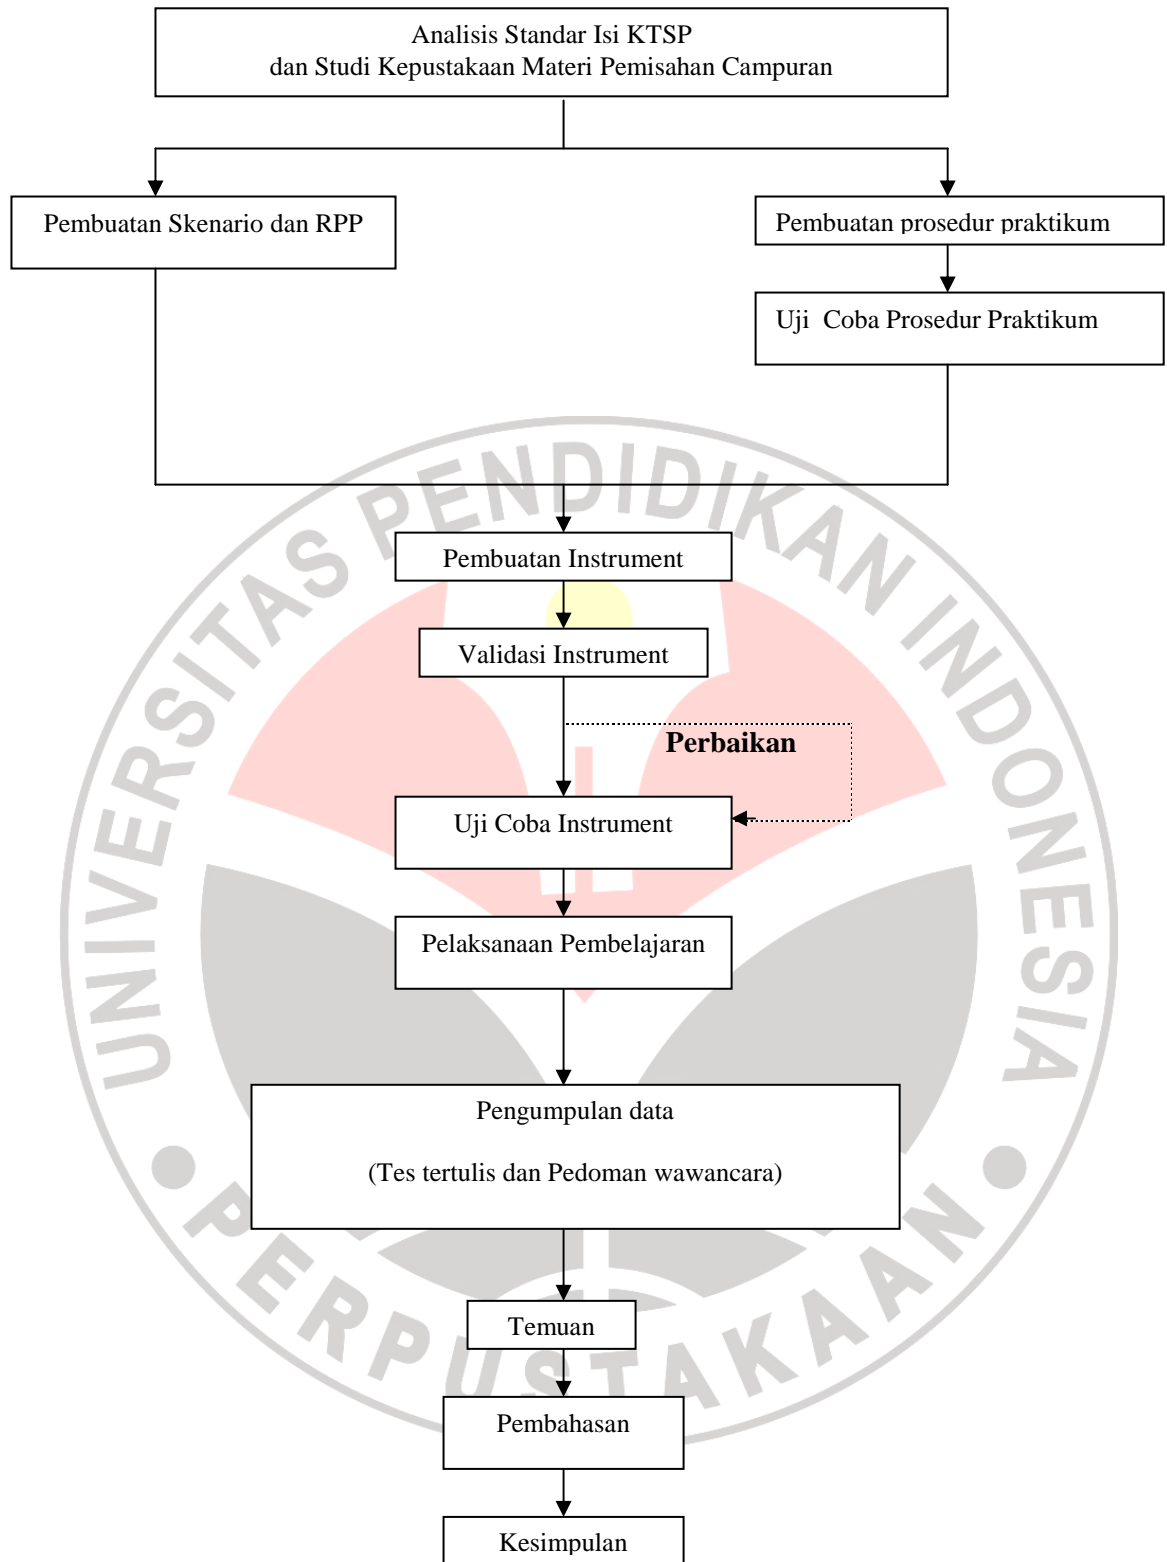 Analisis Standar Isi KTSP
dan Studi Kepustakaan Materi Pemisahan Campuran
Pembuatan Skenario dan RPP
Pembuatan prosedur praktikum
Uji Coba Prosedur Praktikum
Pembuatan Instrument
Validasi Instrument
Perbaikan
Uji Coba Instrument
Pelaksanaan Pembelajaran
Pengumpulan data
(Tes tertulis dan Pedoman wawancara)
Temuan
Pembahasan
Kesimpulan
UNIVERSITAS PENDIDIKAN INDONESIA
PERPUSTAKAAN